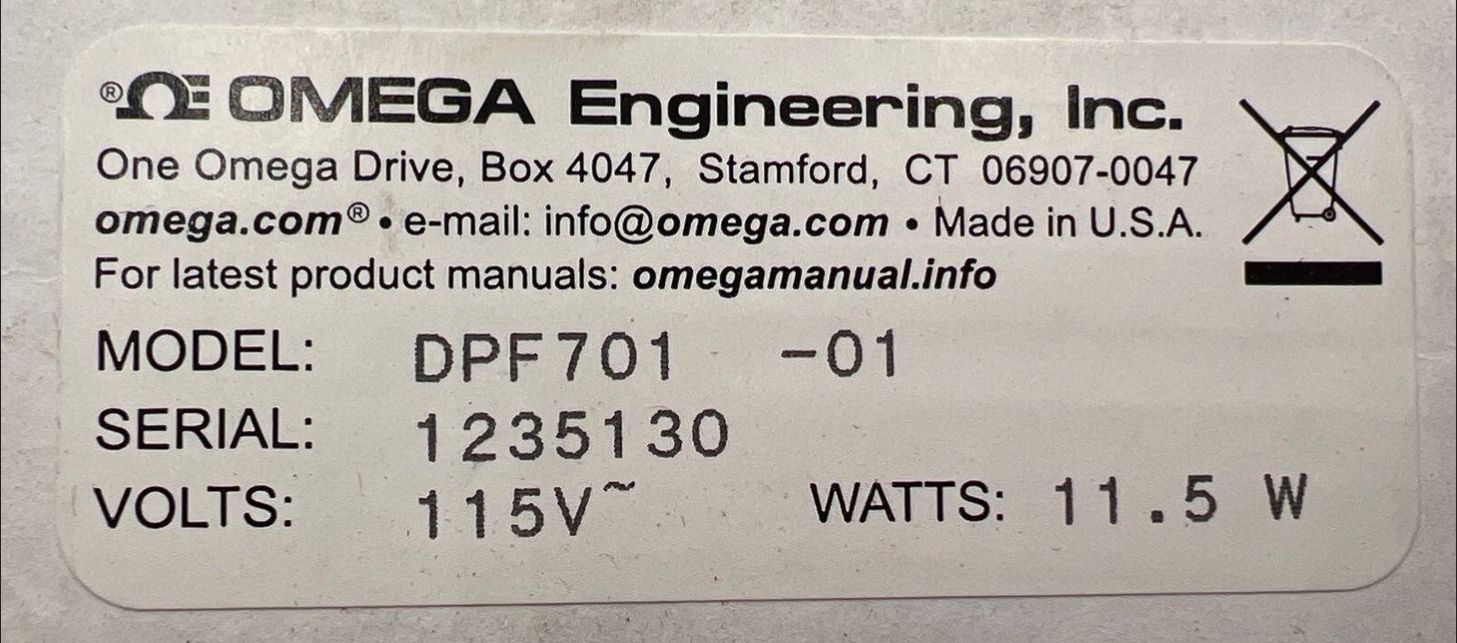 ®ΩE OMEGA Engineering, Inc.
One Omega Drive, Box 4047, Stamford, CT 06907-0047
omega.com® • e-mail: info@omega.com • Made in U.S.A.
For latest product manuals: omegamanual.info
MODEL: DPF701 -01
SERIAL: 1235130
VOLTS: 115V~ WATTS: 11.5 W